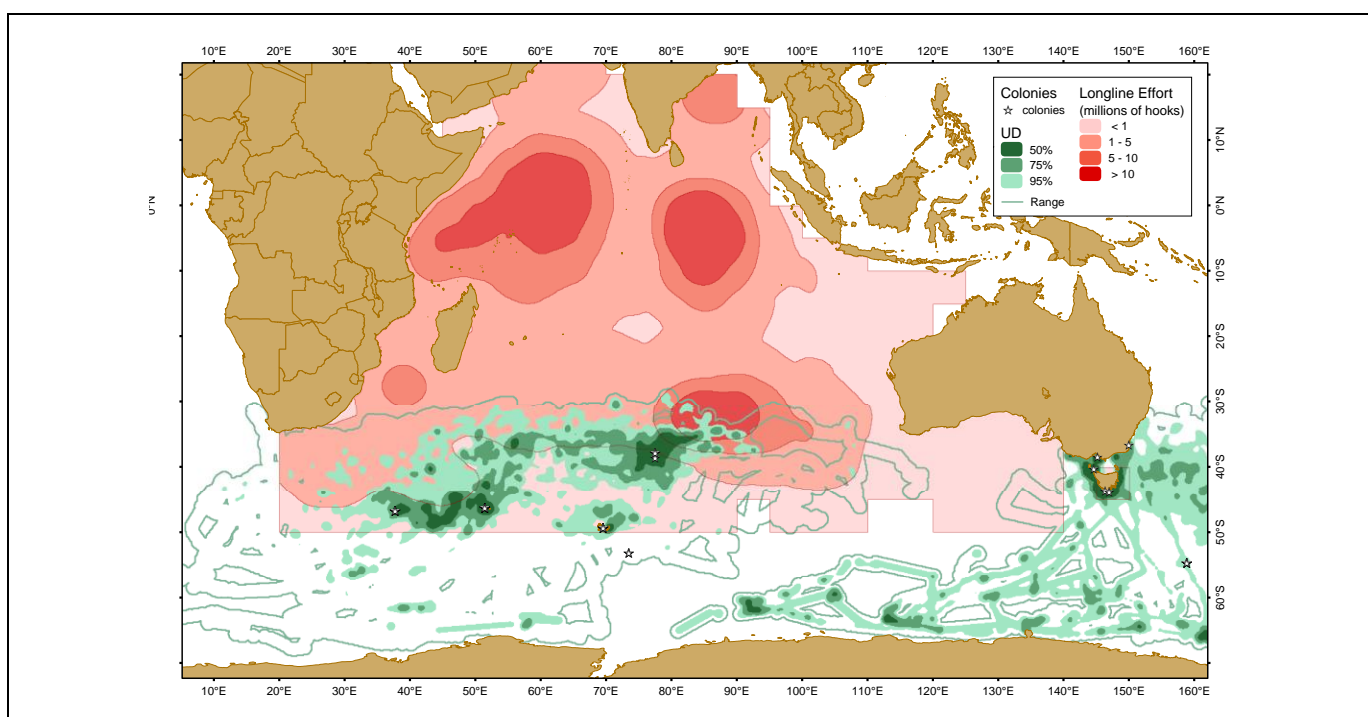 10°E 20°E 30°E 40°E 50°E 60°E 70°E 80°E 90°E 100°E 110°E 120°E 130°E 140°E 150°E 160°E
Colonies
colonies
UD
50%
75%
95%
Range
Longline Effort
(millions of hooks)
< 1
1 - 5
5 - 10
> 10
0°N
10°N
0°N
10°S
20°S
30°S
40°S
50°S
60°S
10°E 20°E 30°E 40°E 50°E 60°E 70°E 80°E 90°E 100°E 110°E 120°E 130°E 140°E 150°E 160°E